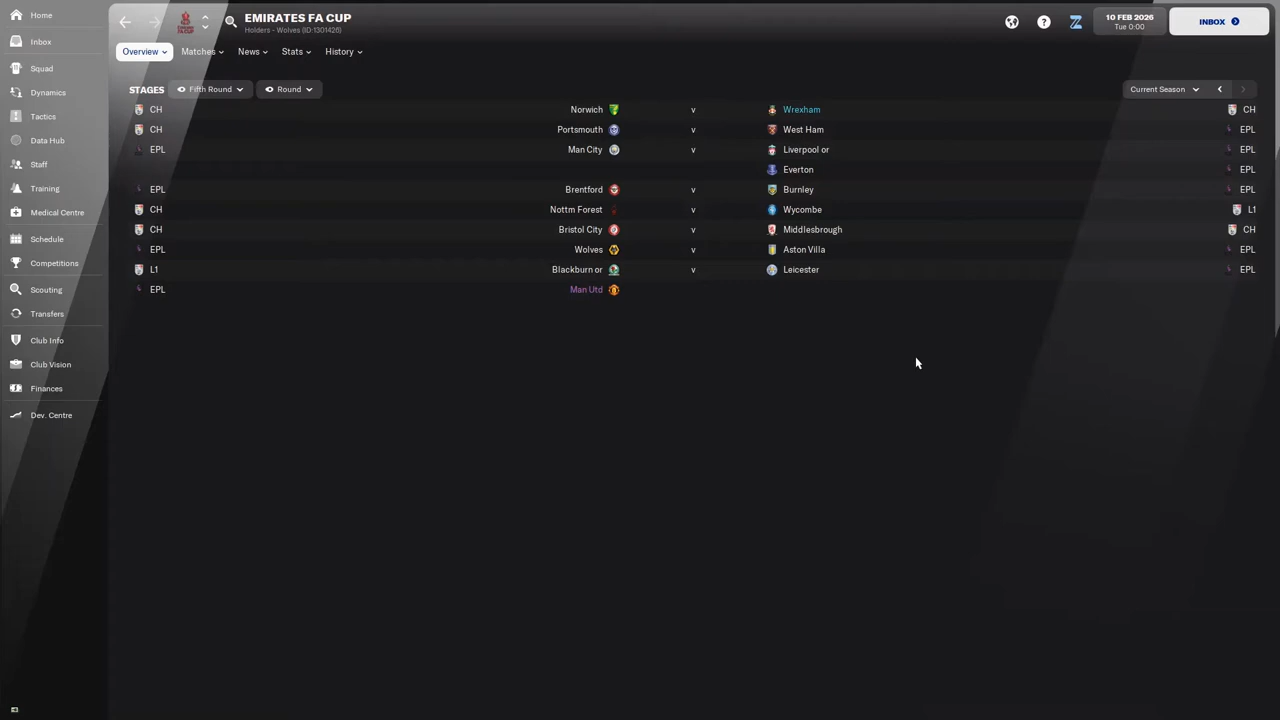 Home
EMIRATES FA CUP
Holders - Wolves (ID:1301428)
10 FEB 2026
Tue 0:00
INBOX
Inbox
Overview
Matches
News
Stats
History
Squad
Dynamics
STAGES
Fifth Round
Round
Current Season
CH Norwich v Wrexham CH
Tactics
CH Portsmouth v West Ham EPL
Data Hub
EPL Man City v Liverpool or EPL
Staff
Everton EPL
Training
EPL Brentford v Burnley EPL
Medical Centre
CH Nottm Forest v Wycombe L1
CH Bristol City v Middlesbrough CH
Schedule
EPL Wolves v Aston Villa EPL
Competitions
L1 Blackburn or v Leicester EPL
Scouting
EPL Man Utd
Transfers
Club Info
Club Vision
Finances
Dev. Centre